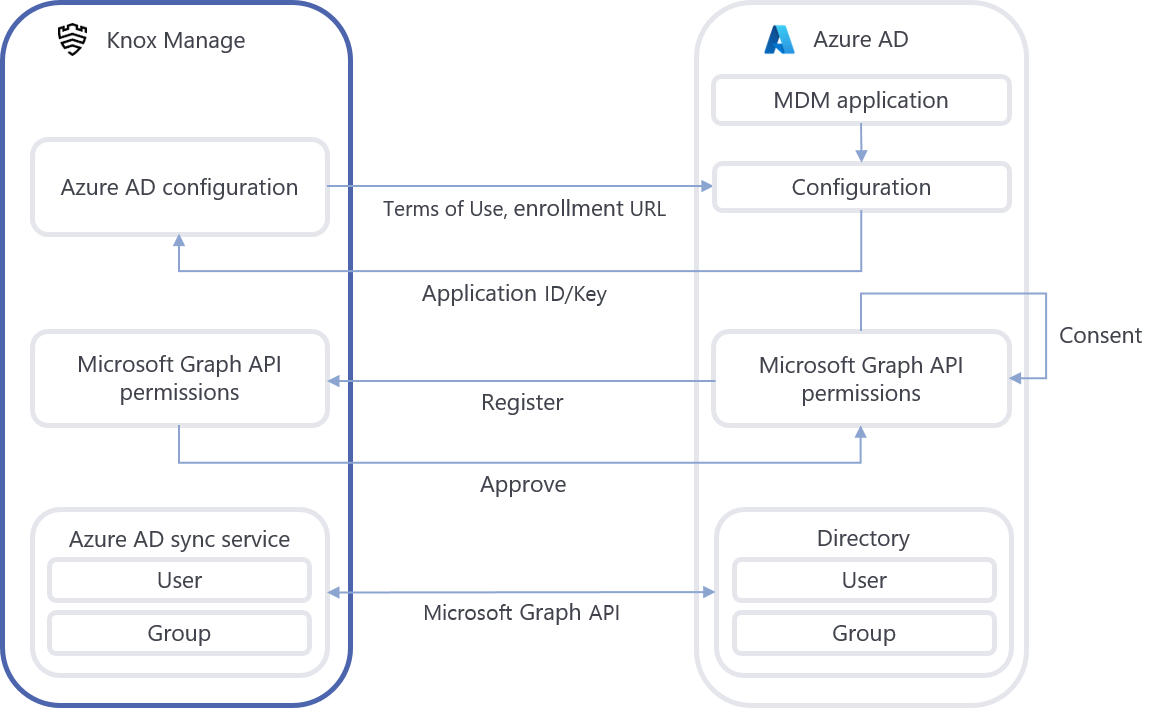 Knox Manage
Azure AD
MDM application
Azure AD configuration
Configuration
Terms of Use, enrollment URL
Application ID/Key
Microsoft Graph API
permissions
Microsoft Graph API
permissions
Consent
Register
Approve
Azure AD sync service
User
Group
Directory
User
Group
Microsoft Graph API